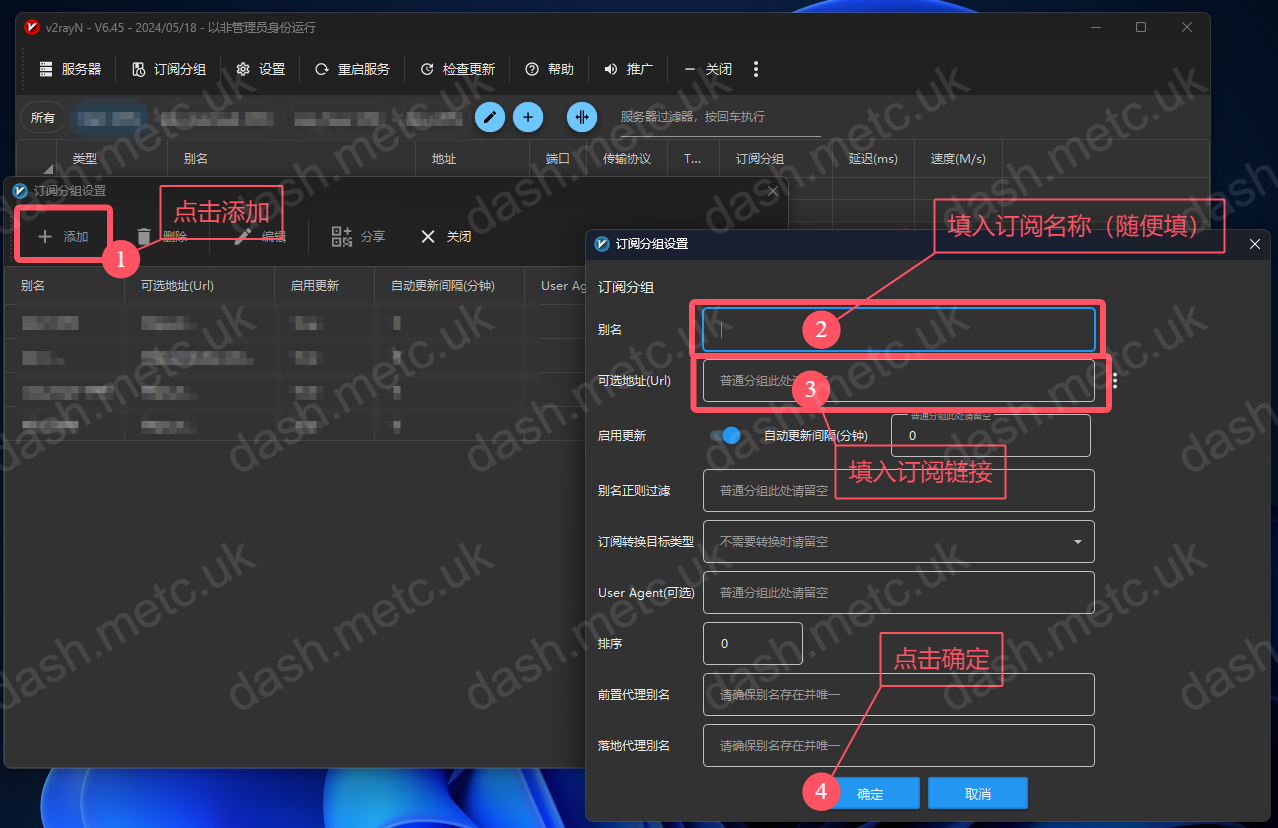 v2rayN - V6.45 - 2024/05/18 - 以非管理员身份运行
服务器 订阅分组 设置 重启服务 检查更新 帮助 推广 关闭
所有 服务器过滤器，按回车执行
类型 别名 地址 端口 传输协议 T... 订阅分组 延迟(ms) 速度(M/s)
订阅分组设置
点击添加
添加 删除 编辑 分享 关闭
1
别名 可选地址(Url) 启用更新 自动更新间隔(分钟) User Ag
填入订阅名称（随便填）
订阅分组设置
订阅分组
别名 2
可选地址(Url) 普通分组此处 3
普通分组此处请留空
启用更新 自动更新间隔(分钟) 0
填入订阅链接
别名正则过滤 普通分组此处请留空
订阅转换目标类型 不需要转换时请留空
User Agent(可选) 普通分组此处请留空
排序 0
点击确定
前置代理别名 请确保别名存在并唯一
落地代理别名 请确保别名存在并唯一
4 确定 取消
dash.metc.uk